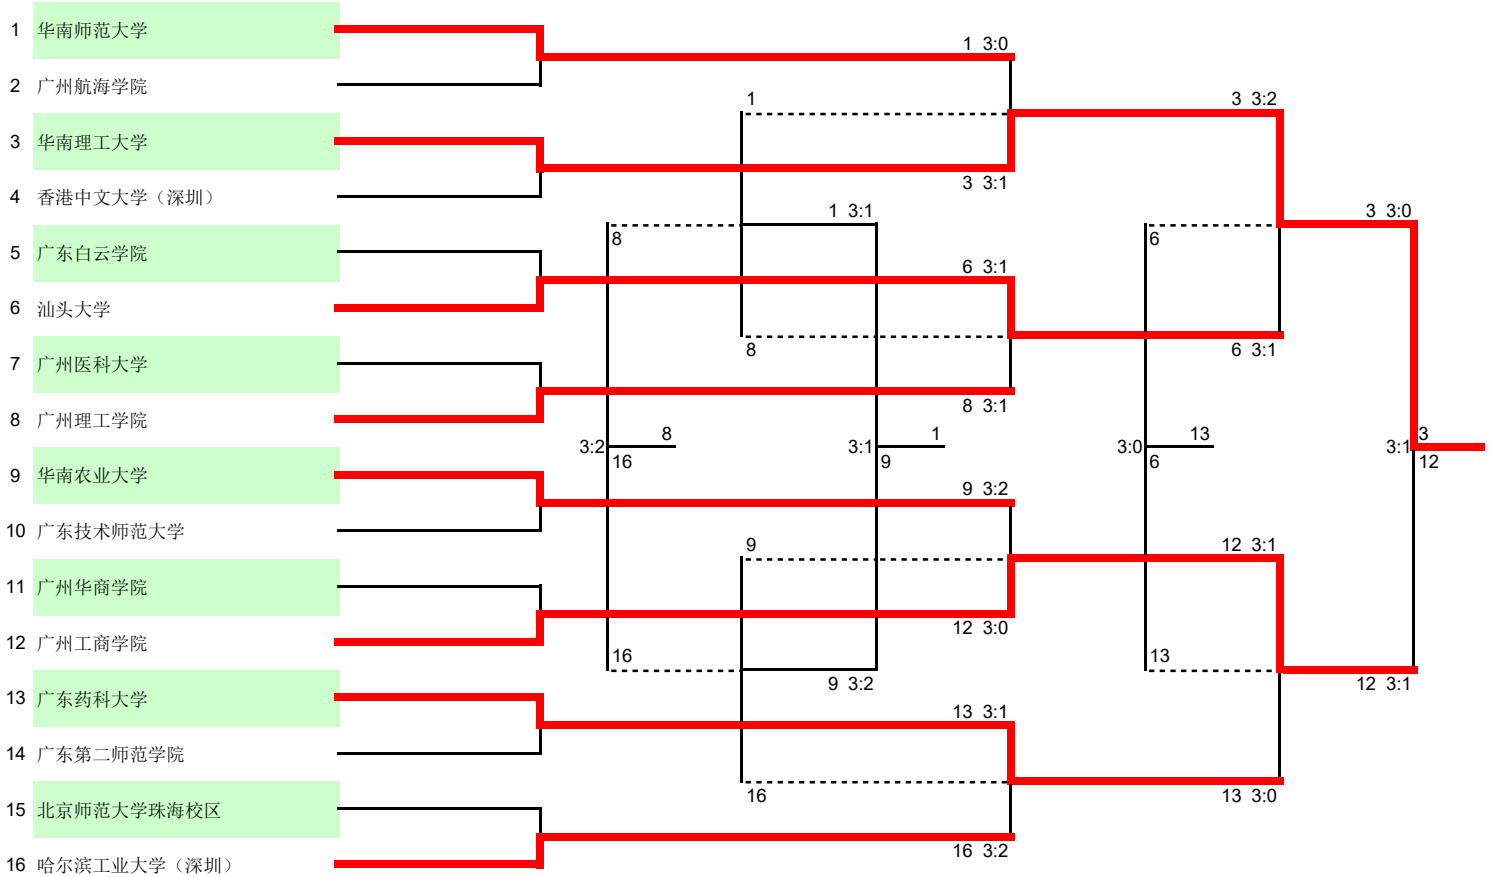 1 华南师范大学
1 3:0
2 广州航海学院
1
3 3:2
3 华南理工大学
3 3:1
4 香港中文大学（深圳）
1 3:1
3 3:0
5 广东白云学院
8
6
6 3:1
6 汕头大学
8
6 3:1
7 广州医科大学
8 3:1
8 广州理工学院
3:2 8
16
3:1 1
9
3:0 13
6
3:1 3
12
9 华南农业大学
9 3:2
10 广东技术师范大学
9
12 3:1
11 广州华商学院
12 3:0
12 广州工商学院
16
13
9 3:2
12 3:1
13 广东药科大学
13 3:1
14 广东第二师范学院
16
13 3:0
15 北京师范大学珠海校区
16 3:2
16 哈尔滨工业大学（深圳）